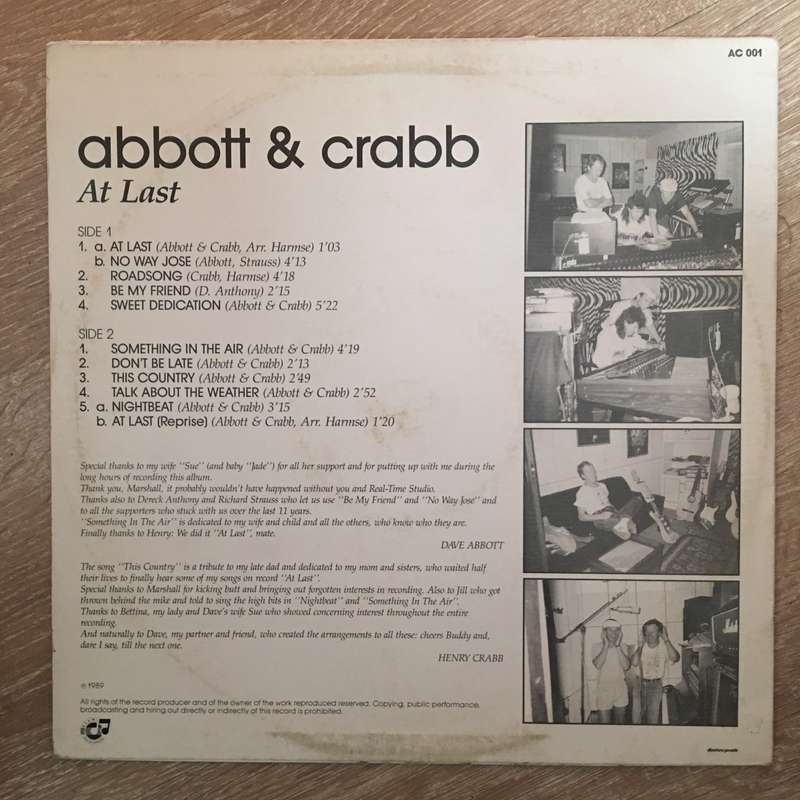 AC 001
abbott & crabb
At Last
SIDE 1
1. a. AT LAST (Abbott & Crabb, Arr. Harmse) 1'03
b. NO WAY JOSE (Abbott, Strauss) 4'13
2. ROADSONG (Crabb, Harmse) 4'18
3. BE MY FRIEND (D. Anthony) 2'15
4. SWEET DEDICATION (Abbott & Crabb) 5'22
SIDE 2
1. SOMETHING IN THE AIR (Abbott & Crabb) 4'19
2. DON'T BE LATE (Abbott & Crabb) 2'13
3. THIS COUNTRY (Abbott & Crabb) 2'49
4. TALK ABOUT THE WEATHER (Abbott & Crabb) 2'52
5. a. NIGHTBEAT (Abbott & Crabb) 3'15
b. AT LAST (Reprise) (Abbott & Crabb, Arr. Harmse) 1'20
Special thanks to my wife "Sue" (and baby "Jade") for all her support and for putting up with me during the
long hours of recording this album.
Thank you, Marshall, it probably wouldn't have happened without you and Real-Time Studio.
Thanks also to Dereck Anthony and Richard Strauss who let us use "Be My Friend" and "No Way Jose" and
to all the supporters who stuck with us over the last 11 years.
"Something In The Air" is dedicated to my wife and child and all the others, who know who they are.
Finally thanks to Henry: We did it "At Last", mate.
DAVE ABBOTT
The song "This Country" is a tribute to my late dad and dedicated to my mom and sisters, who waited half
their lives to finally hear some of my songs on record "At Last".
Special thanks to Marshall for kicking butt and bringing out forgotten interests in recording. Also to Jill who got
thrown behind the mike and told to sing the high bits in "Nightbeat" and "Something In The Air".
Thanks to Bettina, my lady and Dave's wife Sue who showed concerning interest throughout the entire
recording.
And naturally to Dave, my partner and friend, who created the arrangements to all these: cheers Buddy and,
dare I say, till the next one.
HENRY CRABB
℗ 1989
All rights of the record producer and of the owner of the work reproduced reserved. Copying, public performance,
broadcasting and hiring out directly or indirectly of this record is prohibited.